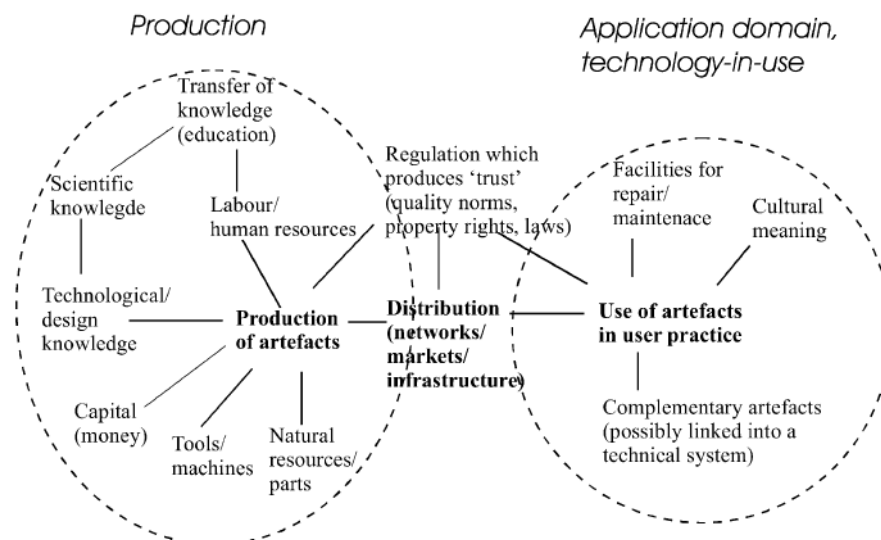 Production
Application domain,
technology-in-use
Transfer of
knowledge
(education)
Scientific
knowlegde
Labour/
human resources
Technological/
design
knowledge
Production
of artefacts
Capital
(money)
Tools/
machines
Natural
resources/
parts
Regulation which
produces ‘trust’
(quality norms,
property rights, laws)
Distribution
(networks/
markets/
infrastructure)
Facilities for
repair/
maintenace
Cultural
meaning
Use of artefacts
in user practice
Complementary artefacts
(possibly linked into a
technical system)